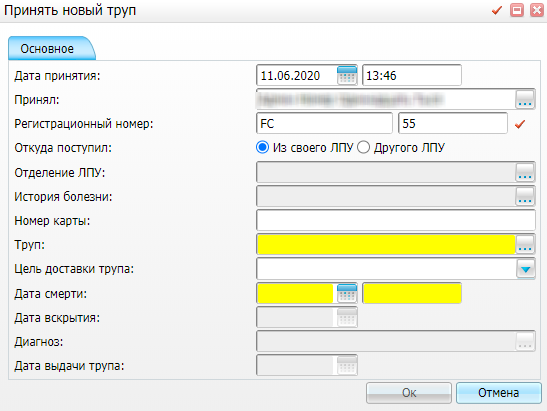 Принять новый труп
Основное
Дата принятия: 11.06.2020 13:46
Принял: ...
Регистрационный номер: FC 55
Откуда поступил: Из своего ЛПУ Другого ЛПУ
Отделение ЛПУ: ...
История болезни: ...
Номер карты:
Труп: ...
Цель доставки трупа:
Дата смерти:
Дата вскрытия:
Диагноз: ...
Дата выдачи трупа:
Ок Отмена